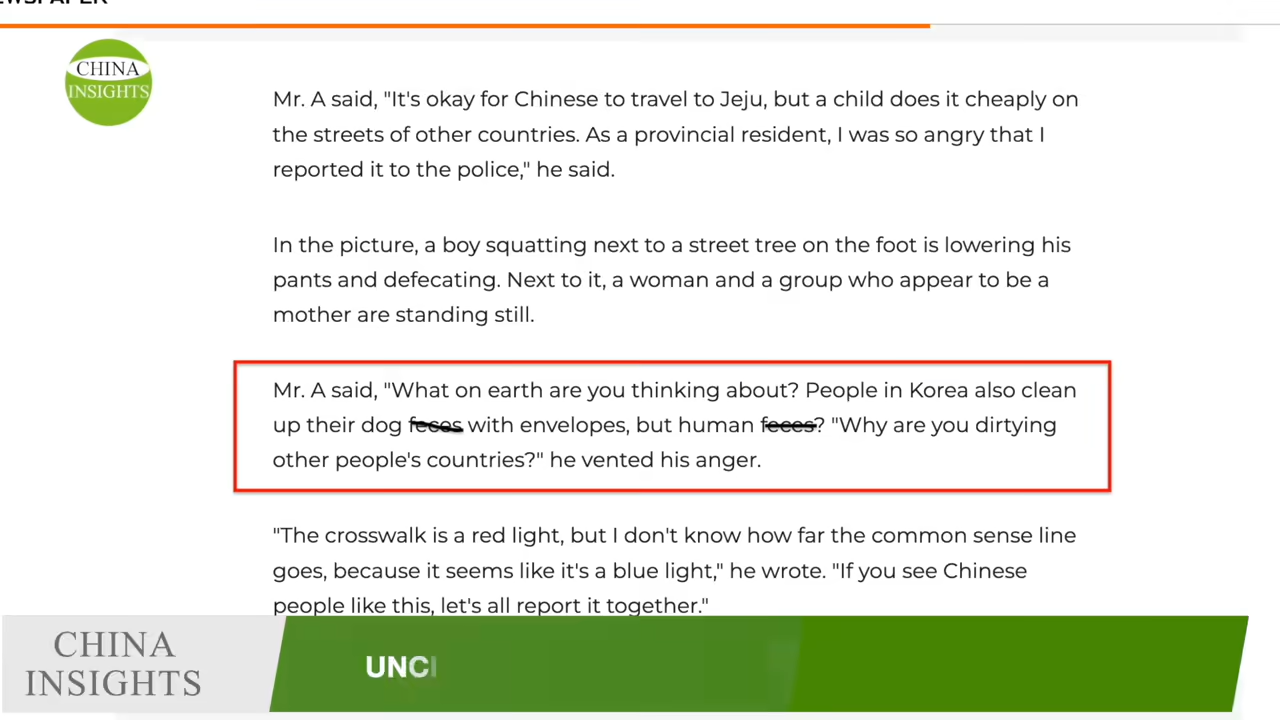 CHINA
INSIGHTS
Mr. A said, "It's okay for Chinese to travel to Jeju, but a child does it cheaply on
the streets of other countries. As a provincial resident, I was so angry that I
reported it to the police," he said.
In the picture, a boy squatting next to a street tree on the foot is lowering his
pants and defecating. Next to it, a woman and a group who appear to be a
mother are standing still.
Mr. A said, "What on earth are you thinking about? People in Korea also clean
up their dog feces with envelopes, but human feces? "Why are you dirtying
other people's countries?" he vented his anger.
"The crosswalk is a red light, but I don't know how far the common sense line
goes, because it seems like it's a blue light," he wrote. "If you see Chinese
people like this, let's all report it together."
CHINA
INSIGHTS
UNCI